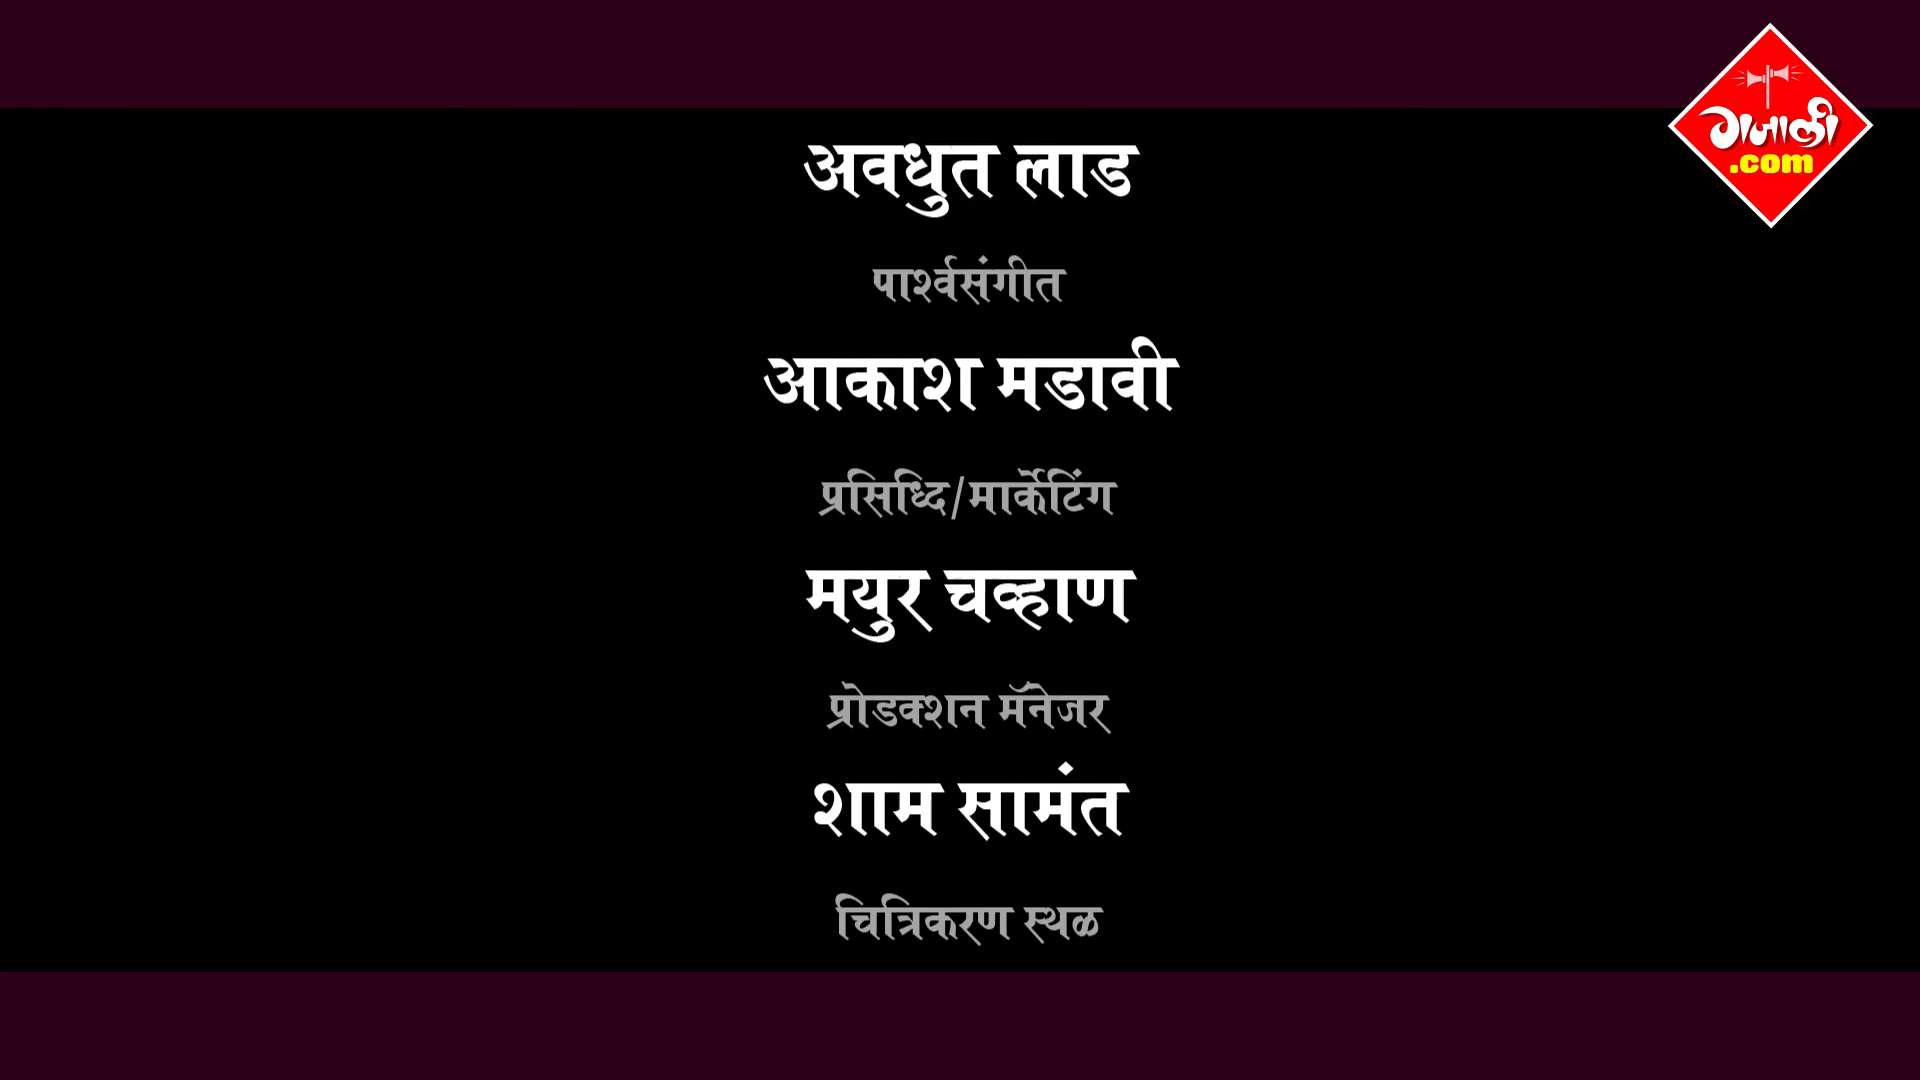 गजाली
.com
अवधुत लाड
पार्श्वसंगीत
आकाश मडावी
प्रसिध्दि/मार्केटिंग
मयुर चव्हाण
प्रोडक्शन मॅनेजर
शाम सामंत
चित्रिकरण स्थळ